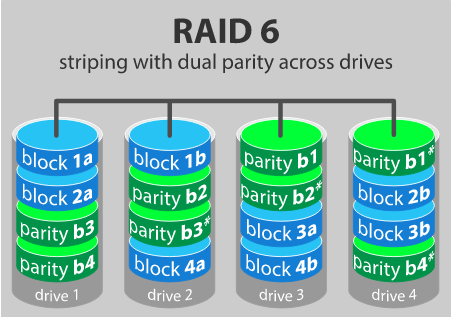 RAID 6
striping with dual parity across drives
block 1a
block 1b
parity b1
parity b1*
block 2a
parity b2
parity b2*
block 2b
parity b3
parity b3*
block 3a
block 3b
parity b4
block 4a
block 4b
parity b4*
drive 1
drive 2
drive 3
drive 4